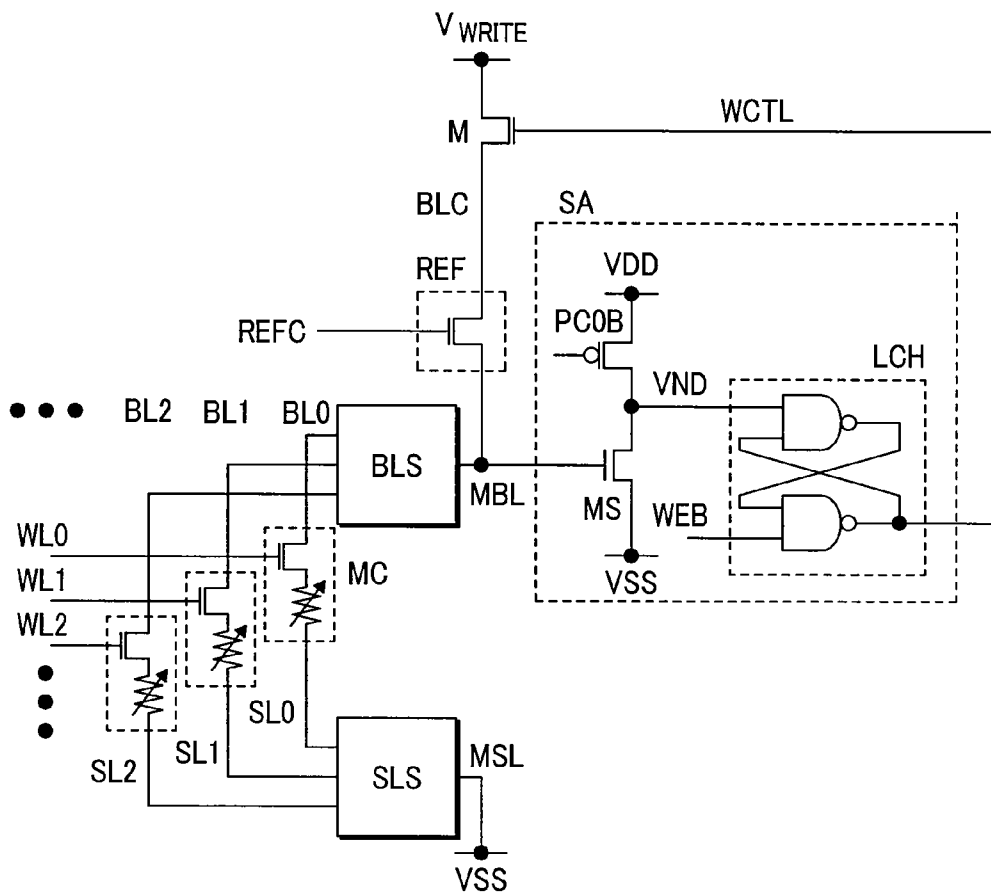 V WRITE
M
WCTL
BLC
SA
REF
VDD
REFC
PC0B
LCH
VND
BL2
BL1
BL0
BLS
MBL
MS
WEB
WL0
MC
VSS
WL1
WL2
SL0
SL1
MSL
SL2
SLS
VSS